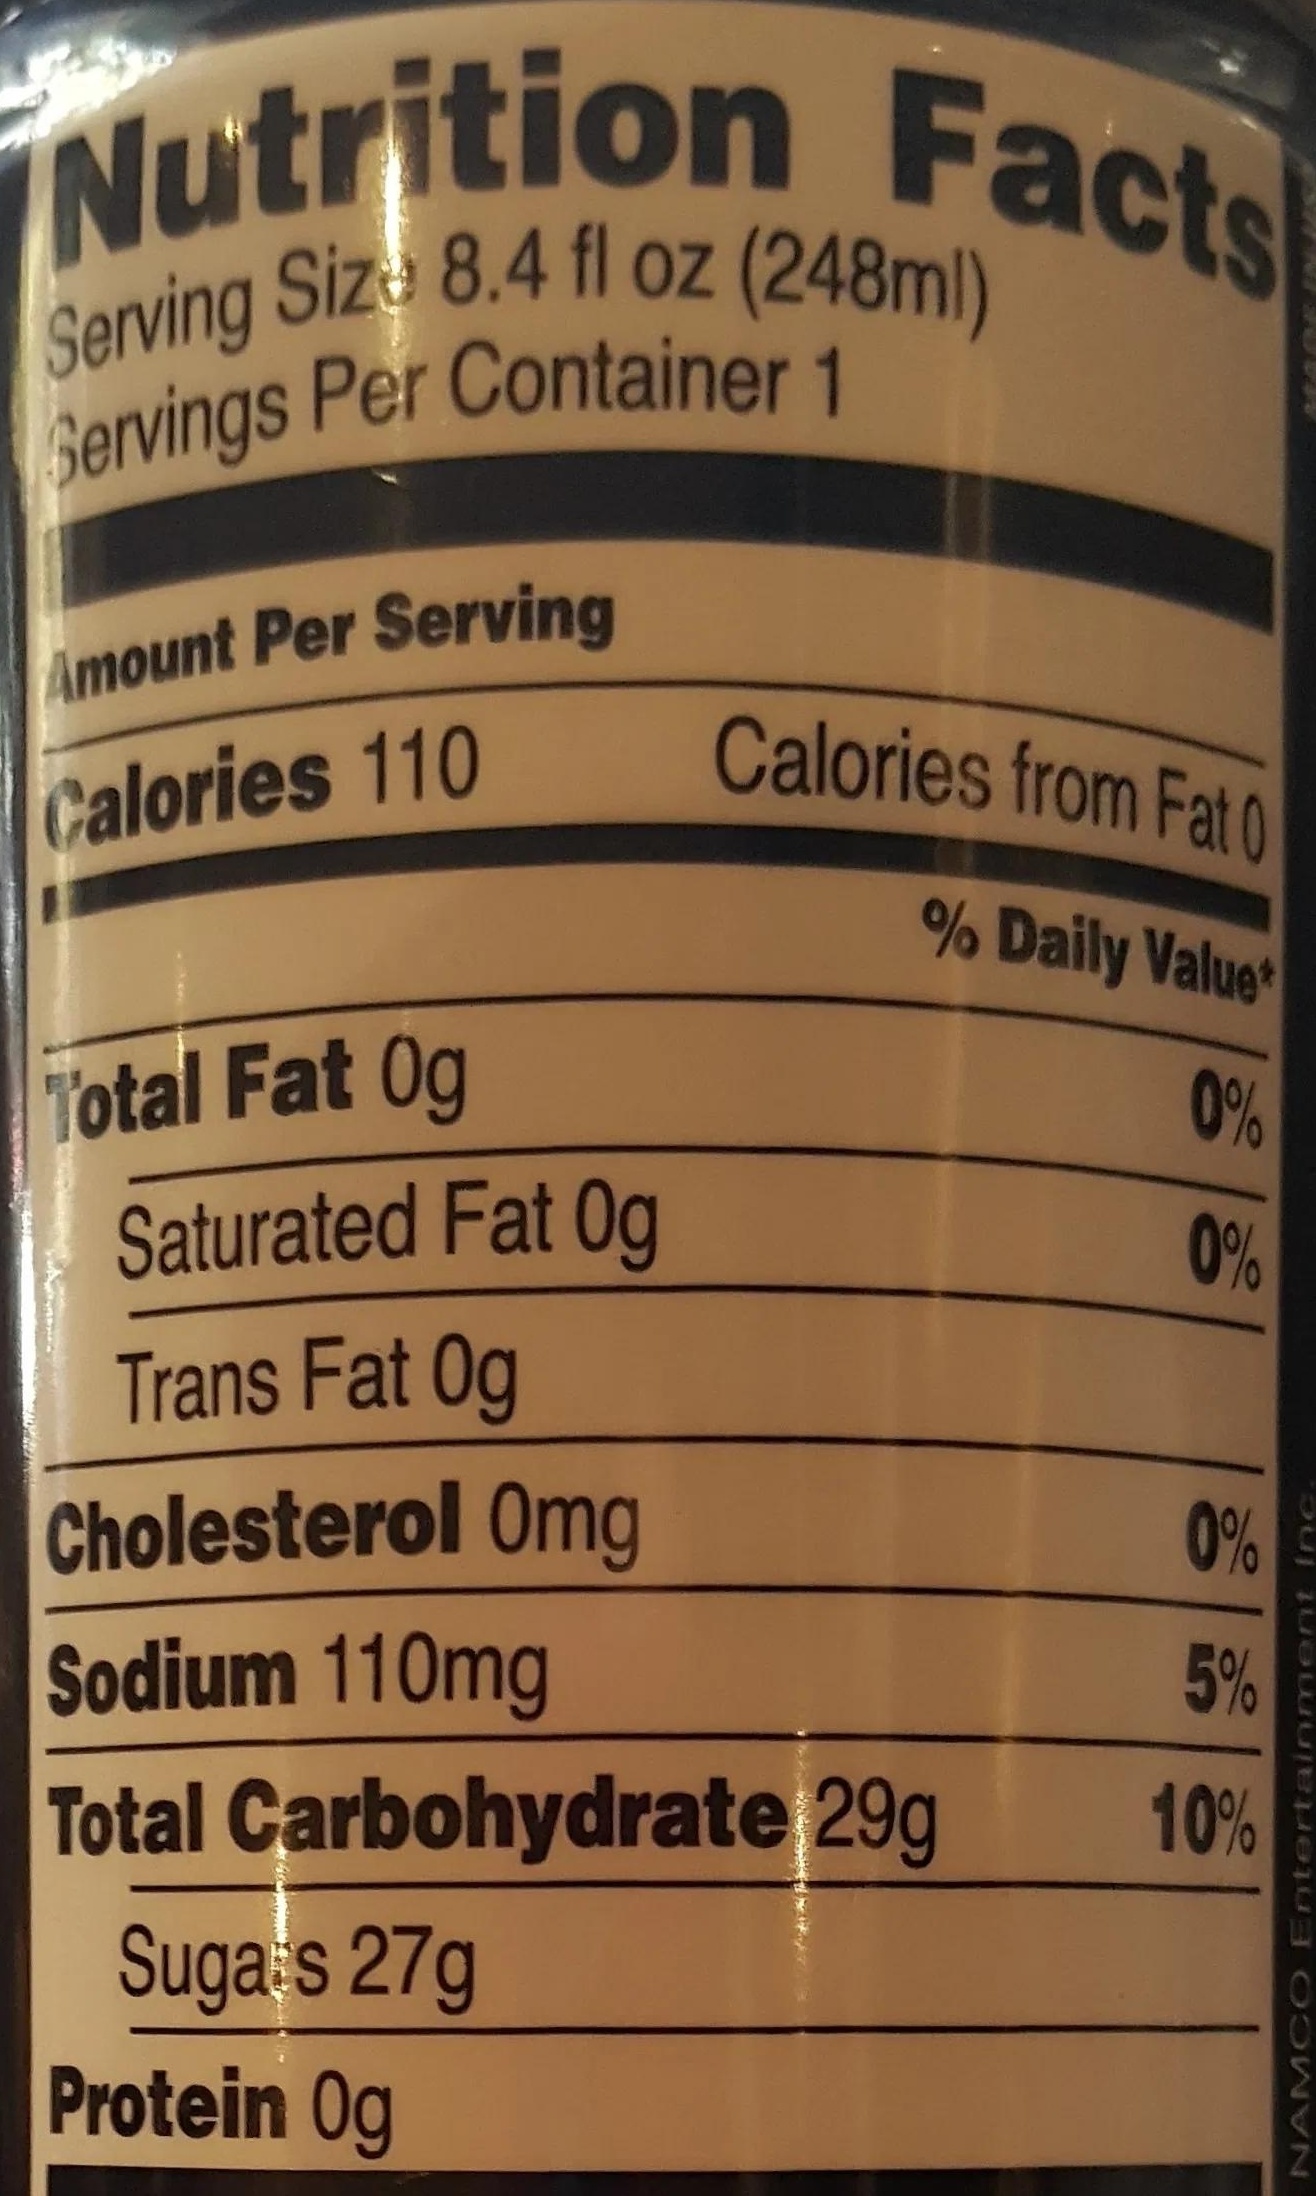 Nutrition Facts
Serving Size 8.4 fl oz (248ml)
Servings Per Container 1
Amount Per Serving
Calories 110 Calories from Fat 0
% Daily Value*
Total Fat 0g 0%
Saturated Fat 0g 0%
Trans Fat 0g
Cholesterol 0mg 0%
Sodium 110mg 5%
Total Carbohydrate 29g 10%
Sugars 27g
Protein 0g
NAMCO Entertainment Inc.